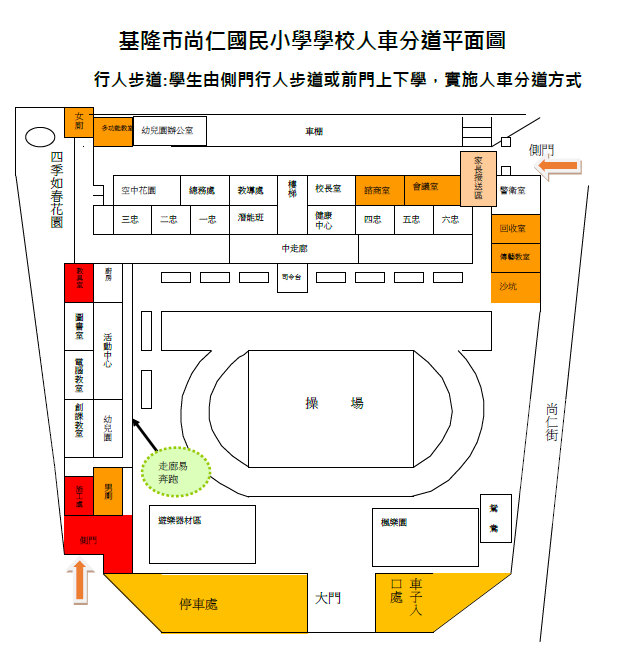 基隆市尚仁國民小學學校人車分道平面圖
行人步道:學生由側門行人步道或前門上下學，實施人車分道方式
女廁
多功能教室
幼兒園辦公室
車棚
側門
四季如春花園
家長接送區
空中花園
總務處
教導處
樓梯
校長室
諮商室
會議室
警衛室
三忠
二忠
一忠
潛能班
健康中心
四忠
五忠
六忠
回收室
中走廊
傳藝教室
廚房
司令台
沙坑
圖書室
活動中心
電腦教室
操場
創課教室
幼兒園
尚仁街
走廊易
奔跑
男廁
遊樂器材區
楓樂園
側門
停車處
大門
車子入口處